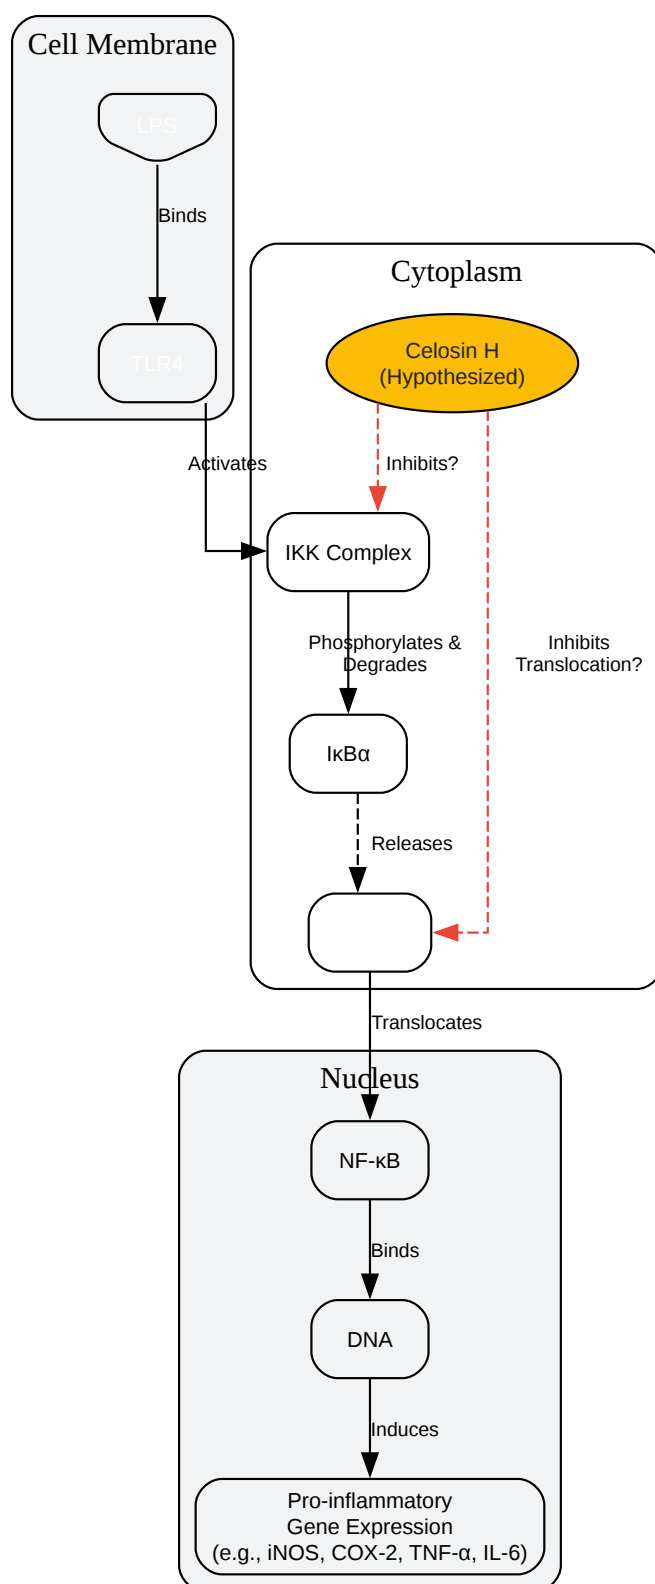 Cell Membrane
LPS
Binds
TLR4
Activates
Cytoplasm
Celosin H
(Hypothesized)
Inhibits?
IKK Complex
Phosphorylates &
Degrades
Inhibits
Translocation?
IκBα
Releases
Translocates
Nucleus
NF-κB
Binds
DNA
Induces
Pro-inflammatory
Gene Expression
(e.g., iNOS, COX-2, TNF-α, IL-6)